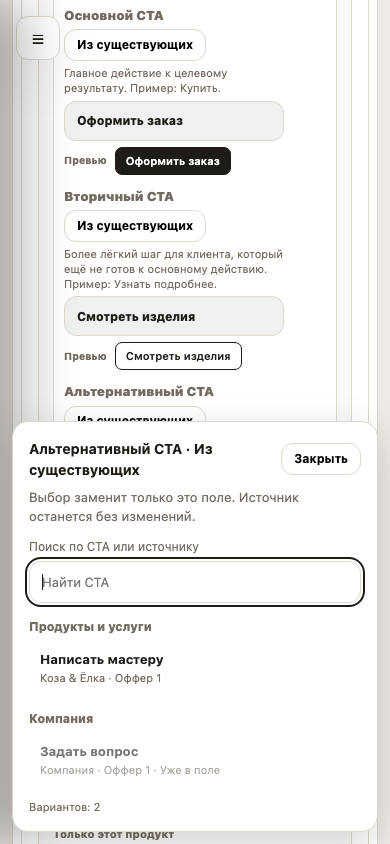 Основной CTA
Из существующих
Главное действие к целевому
результату. Пример: Купить.
Оформить заказ
Превью Оформить заказ
Вторичный CTA
Из существующих
Более лёгкий шаг для клиента, который
ещё не готов к основному действию.
Пример: Узнать подробнее.
Смотреть изделия
Превью Смотреть изделия
Альтернативный CTA
Из существующих
Альтернативный CTA · Из
существующих
Закрыть
Выбор заменит только это поле. Источник
останется без изменений.
Поиск по CTA или источнику
Найти CTA
Продукты и услуги
Написать мастеру
Коза & Ёлка · Оффер 1
Компания
Задать вопрос
Компания · Оффер 1 · Уже в поле
Вариантов: 2
Только этот продукт